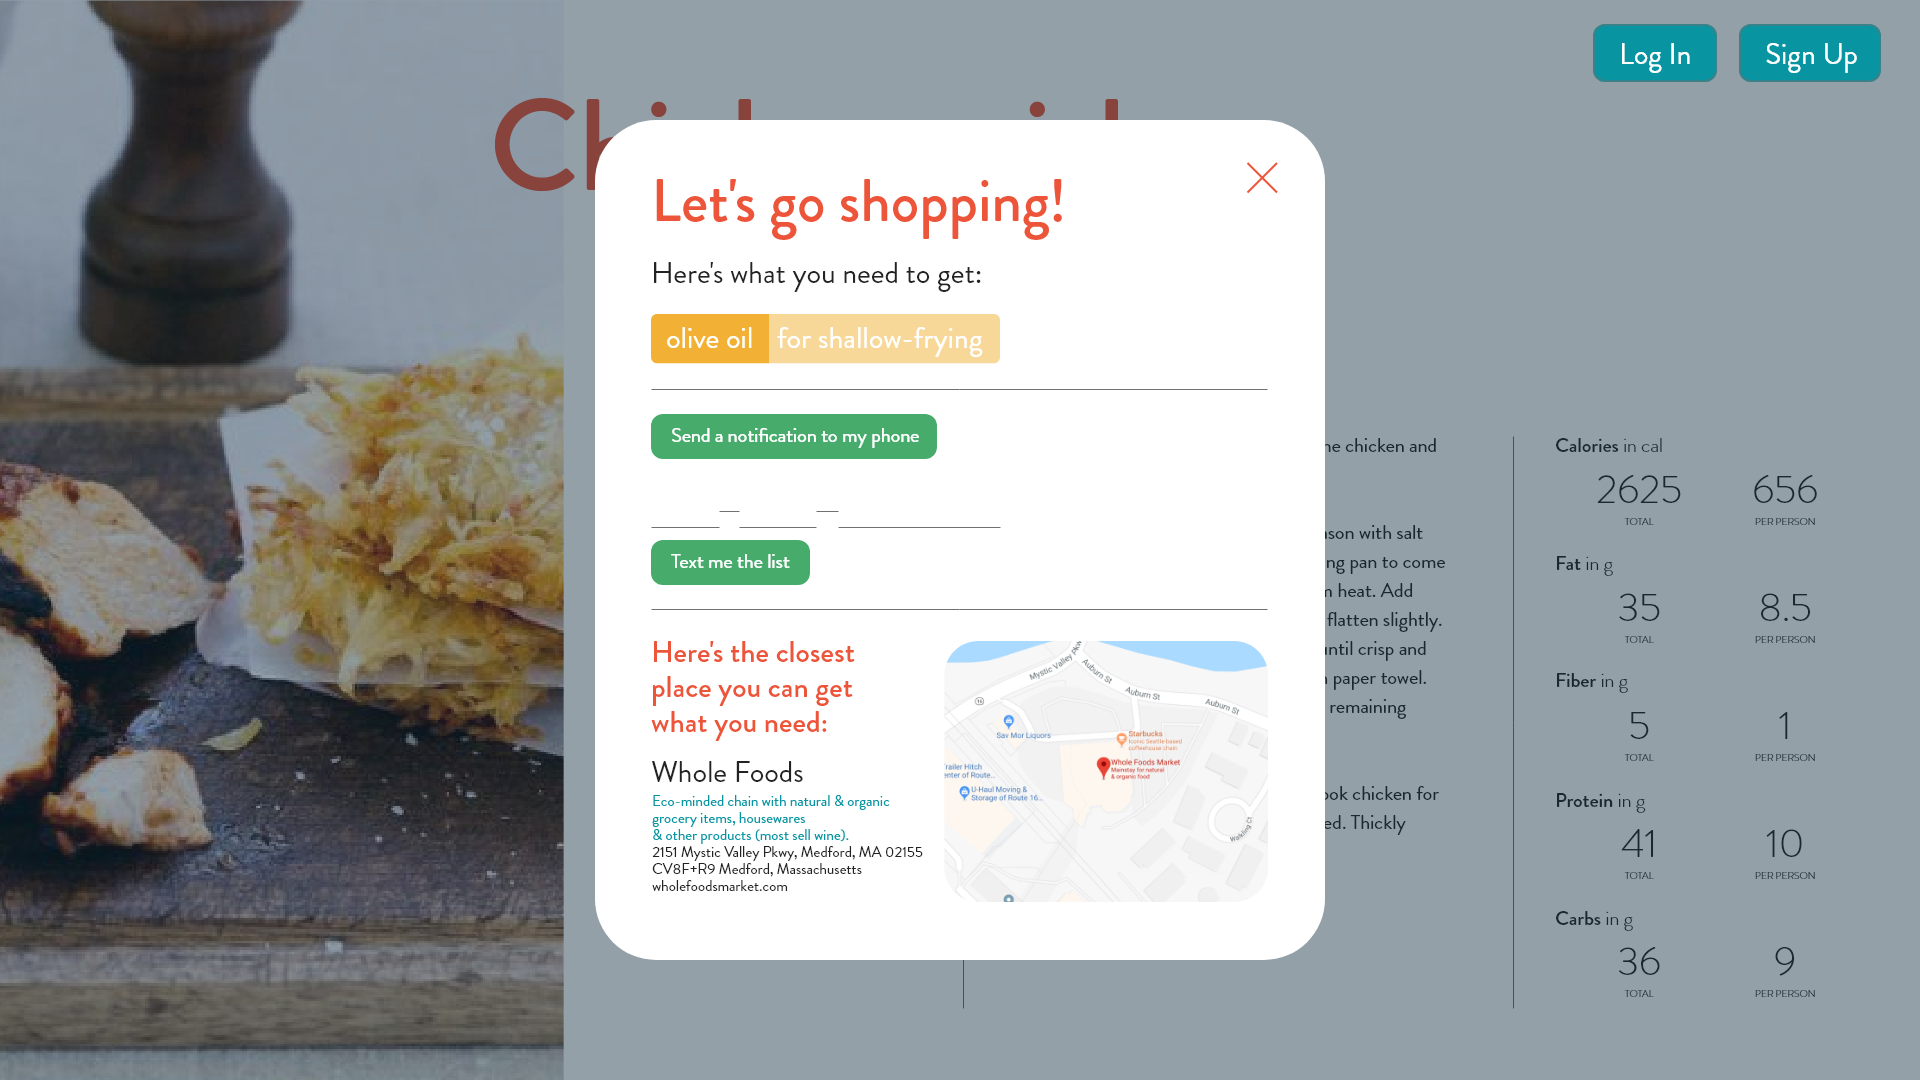 Log In
Sign Up
Let's go shopping!
Here's what you need to get:
olive oil for shallow-frying
Send a notification to my phone
Text me the list
Here's the closest
place you can get
what you need:
Whole Foods
Eco-minded chain with natural & organic
grocery items, housewares
& other products (most sell wine).
2151 Mystic Valley Pkwy, Medford, MA 02155
CV8F+R9 Medford, Massachusetts
wholefoodsmarket.com
Mystic Valley Pkwy
Auburn St
Auburn St
Auburn St
16
Sav Mor Liquors
Starbucks
Iconic Seattle-based
coffeehouse chain
Whole Foods Market
Mainstay for natural
& organic food
railer Hitch
enter of Route...
U-Haul Moving &
Storage of Route 16...
Walkling Ct
chicken and
son with salt
ng pan to come
heat. Add
flatten slightly.
until crisp and
paper towel.
remaining
ook chicken for
ed. Thickly
Calories in cal
2625 656
TOTAL PER PERSON
Fat in g
35 8.5
TOTAL PER PERSON
Fiber in g
5 1
TOTAL PER PERSON
Protein in g
41 10
TOTAL PER PERSON
Carbs in g
36 9
TOTAL PER PERSON